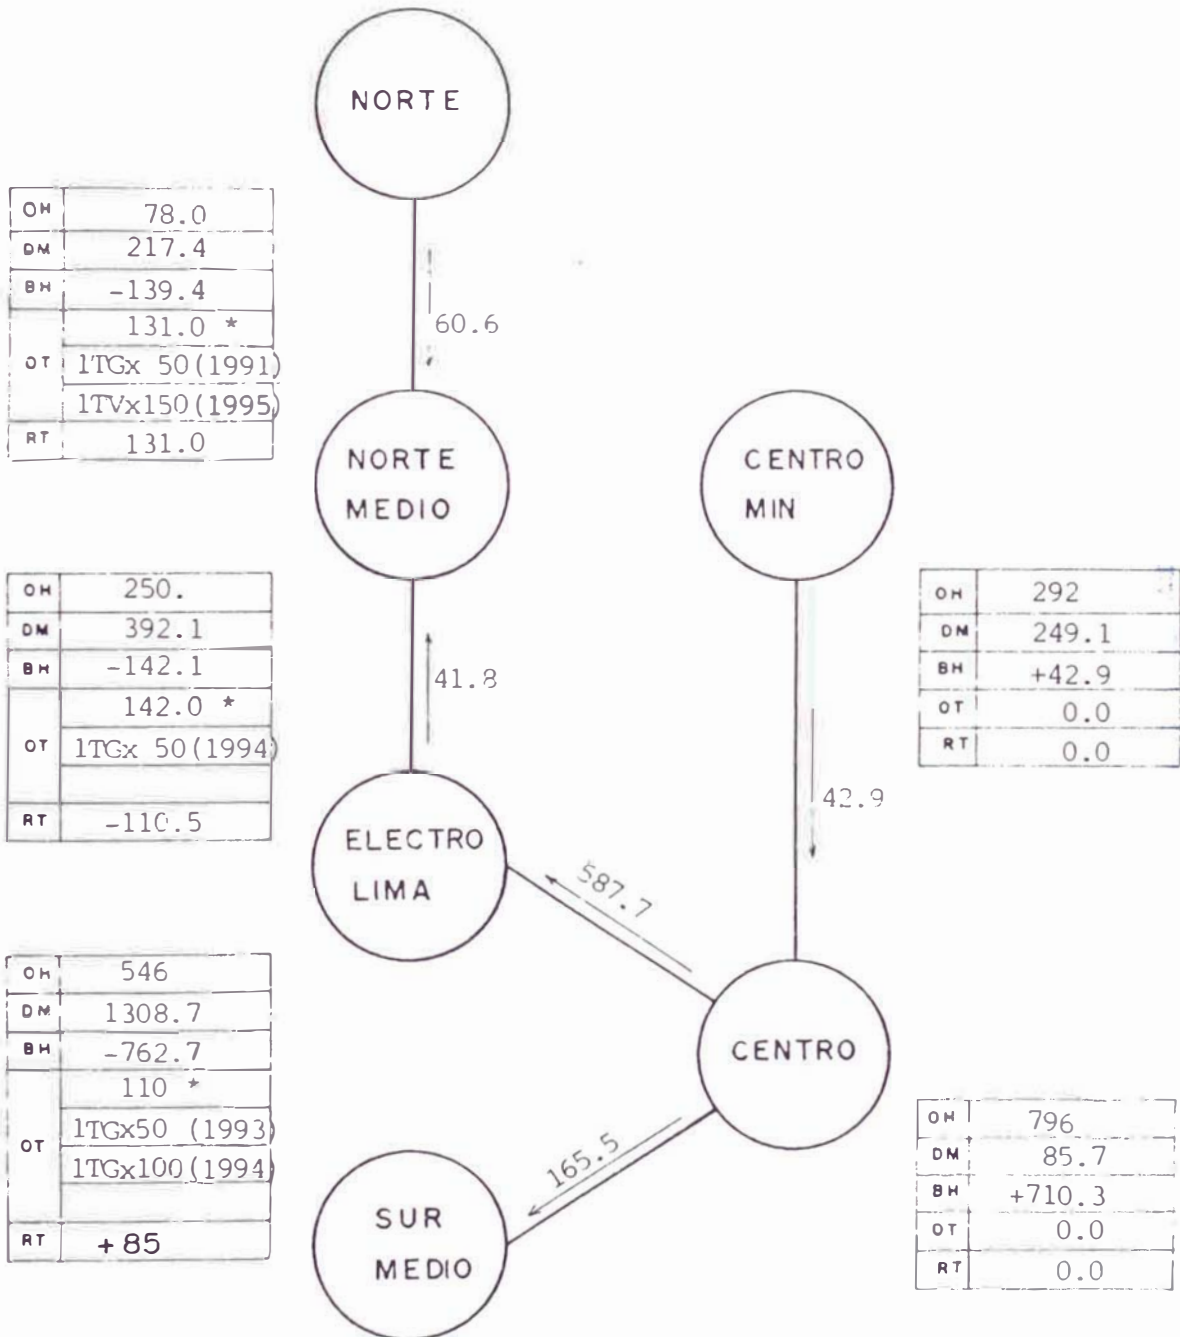 NORTE
OH 78.0
DM 217.4
BH -139.4
131.0 *
OT 1TGx 50(1991)
1TVx150(1995)
RT 131.0
60.6
NORTE
MEDIO
CENTRO
MIN
OH 250.
DM 392.1
BH -142.1
142.0 *
OT 1TGx 50(1994)
RT -110.5
41.8
OH 292
DM 249.1
BH +42.9
OT 0.0
RT 0.0
42.9
ELECTRO
LIMA
587.7
OH 546
DM 1308.7
BH -762.7
110 *
OT 1TGx50 (1993)
1TGx100(1994)
RT +85
CENTRO
165.5
SUR
MEDIO
OH 796
DM 85.7
BH +710.3
OT 0.0
RT 0.0